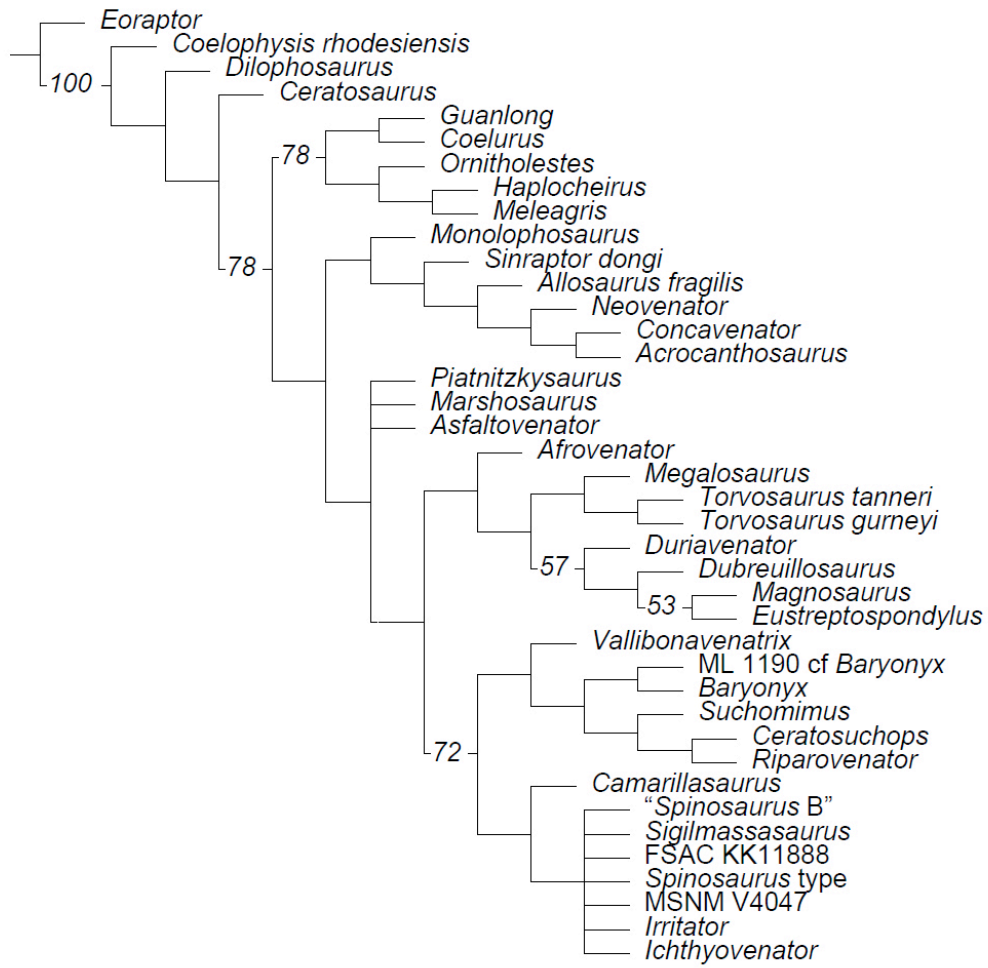 Eoraptor
Coelophysis rhodesiensis
Dilophosaurus
100
Ceratosaurus
Guanlong
Coelurus
78
Ornitholestes
Haplocheirus
Meleagris
Monolophosaurus
Sinraptor dongi
78
Allosaurus fragilis
Neovenator
Concavenator
Acrocanthosaurus
Piatnitzkysaurus
Marshosaurus
Asfaltovenator
Afrovenator
Megalosaurus
Torvosaurus tanneri
Torvosaurus gurneyi
Duriavenator
57
Dubreuillosaurus
Magnosaurus
53
Eustreptospondylus
Vallibonavenatrix
ML 1190 cf Baryonyx
Baryonyx
Suchomimus
Ceratosuchops
72
Riparovenator
Camarillasaurus
“Spinosaurus B”
Sigilmassasaurus
FSAC KK11888
Spinosaurus type
MSNM V4047
Irritator
Ichthyovenator